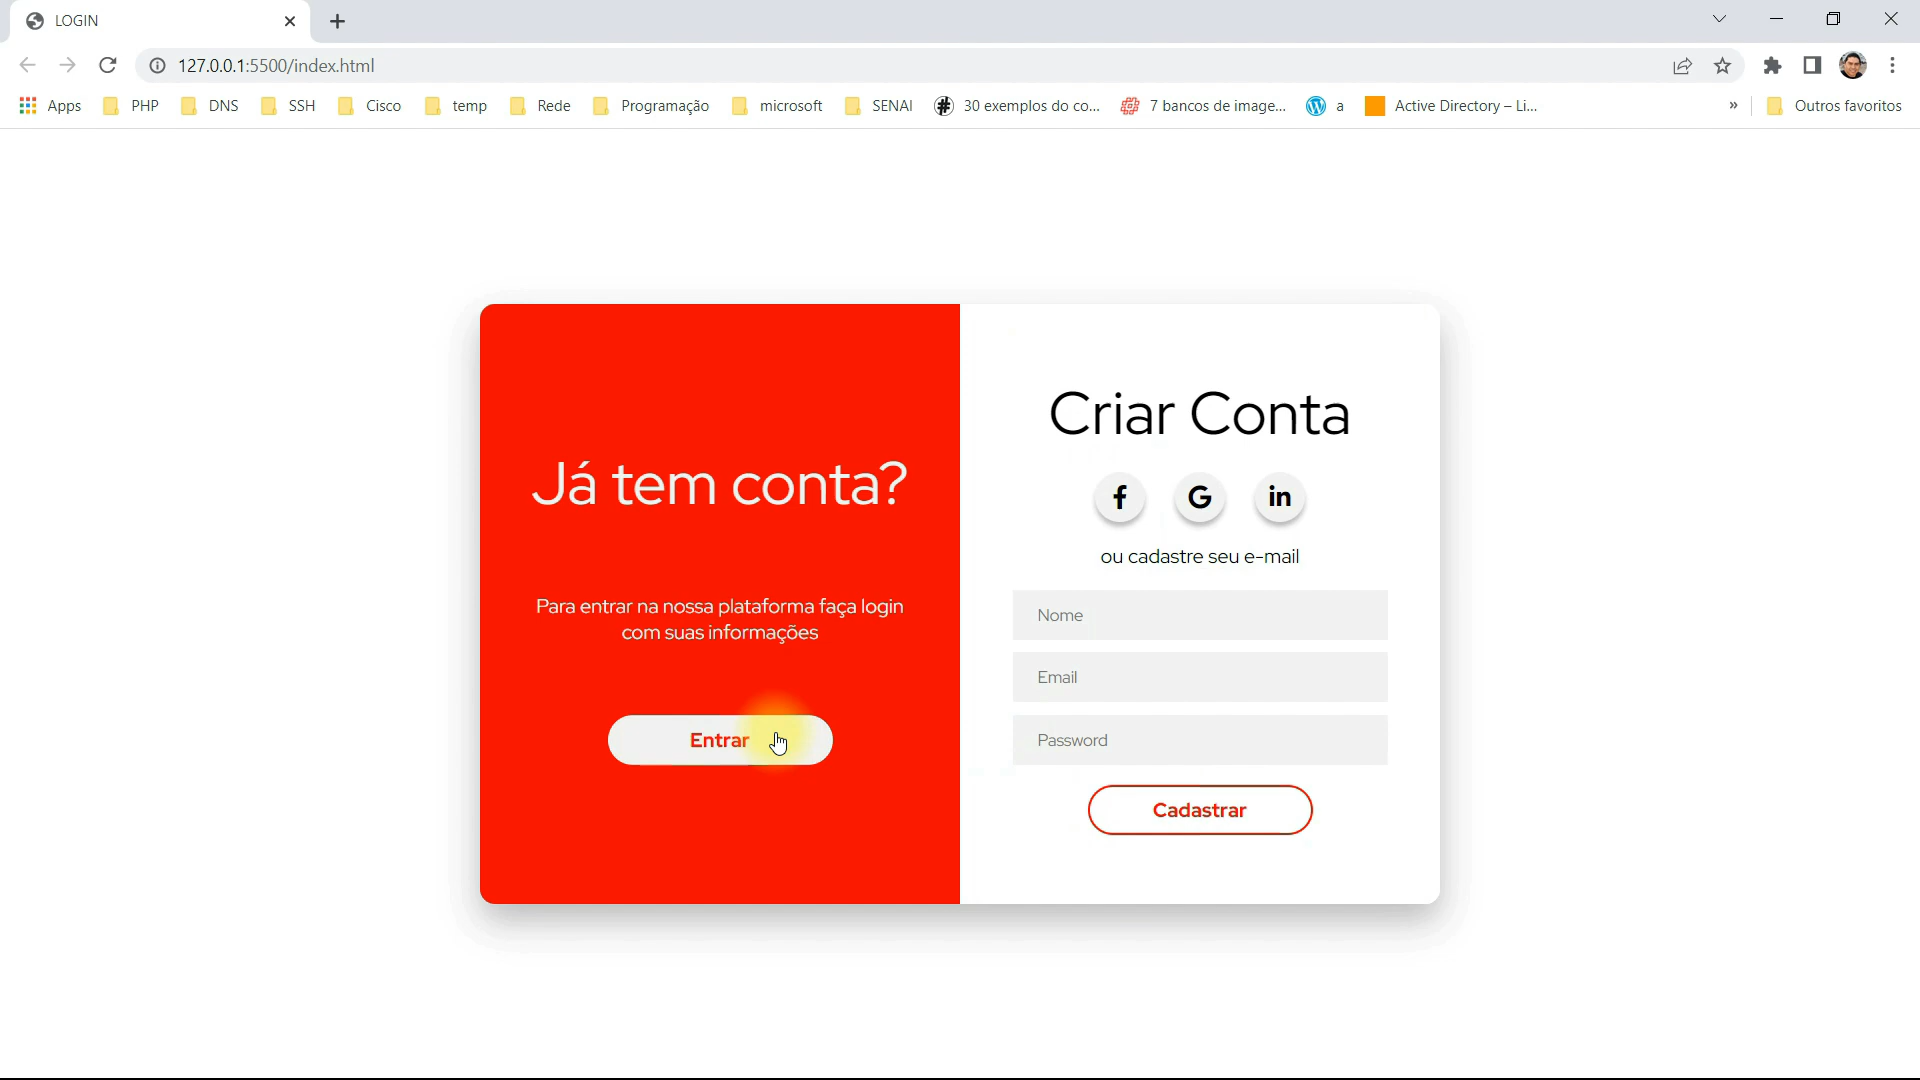 LOGIN
127.0.0.1:5500/index.html
Apps PHP DNS SSH Cisco temp Rede Programação microsoft SENAI 30 exemplos do co... 7 bancos de image... a Active Directory – Li... » Outros favoritos
Já tem conta?
Para entrar na nossa plataforma faça login
com suas informações
Entrar
Criar Conta
f G in
ou cadastre seu e-mail
Nome
Email
Password
Cadastrar